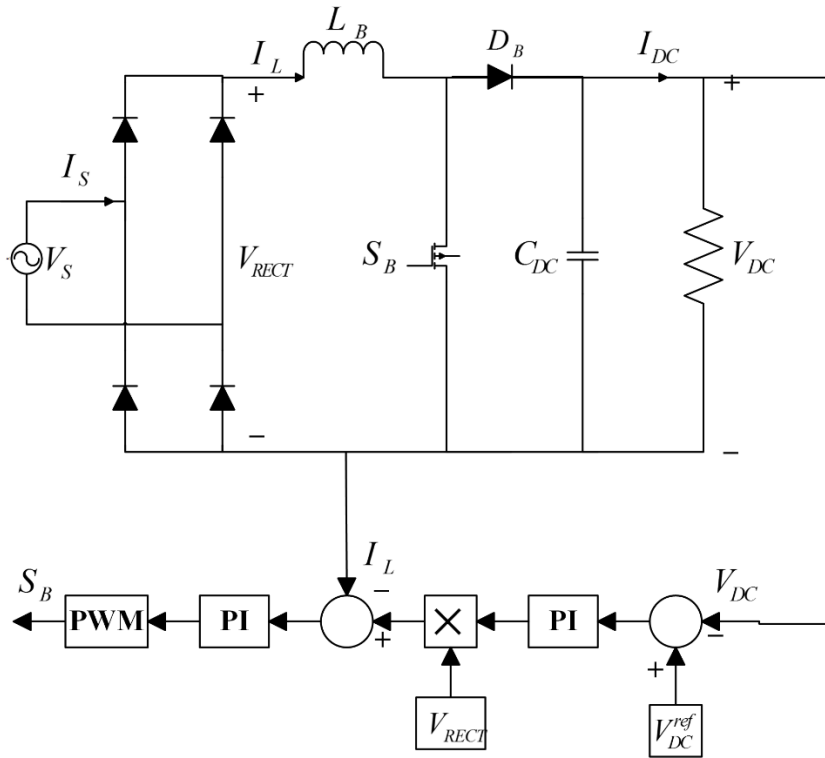 L_B
I_L
D_B
I_DC
+
+
I_S
V_S
V_RECT
S_B
C_DC
V_DC
−
−
S_B
I_L
−
V_DC
PWM
PI
×
PI
−
+
+
V_RECT
V_DC^ref